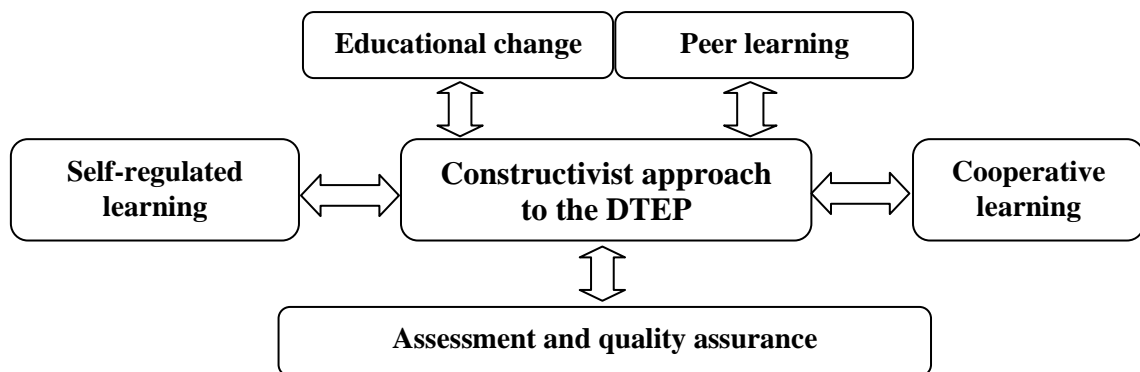 Educational change
Peer learning
Self-regulated
learning
Constructivist approach
to the DTEP
Cooperative
learning
Assessment and quality assurance